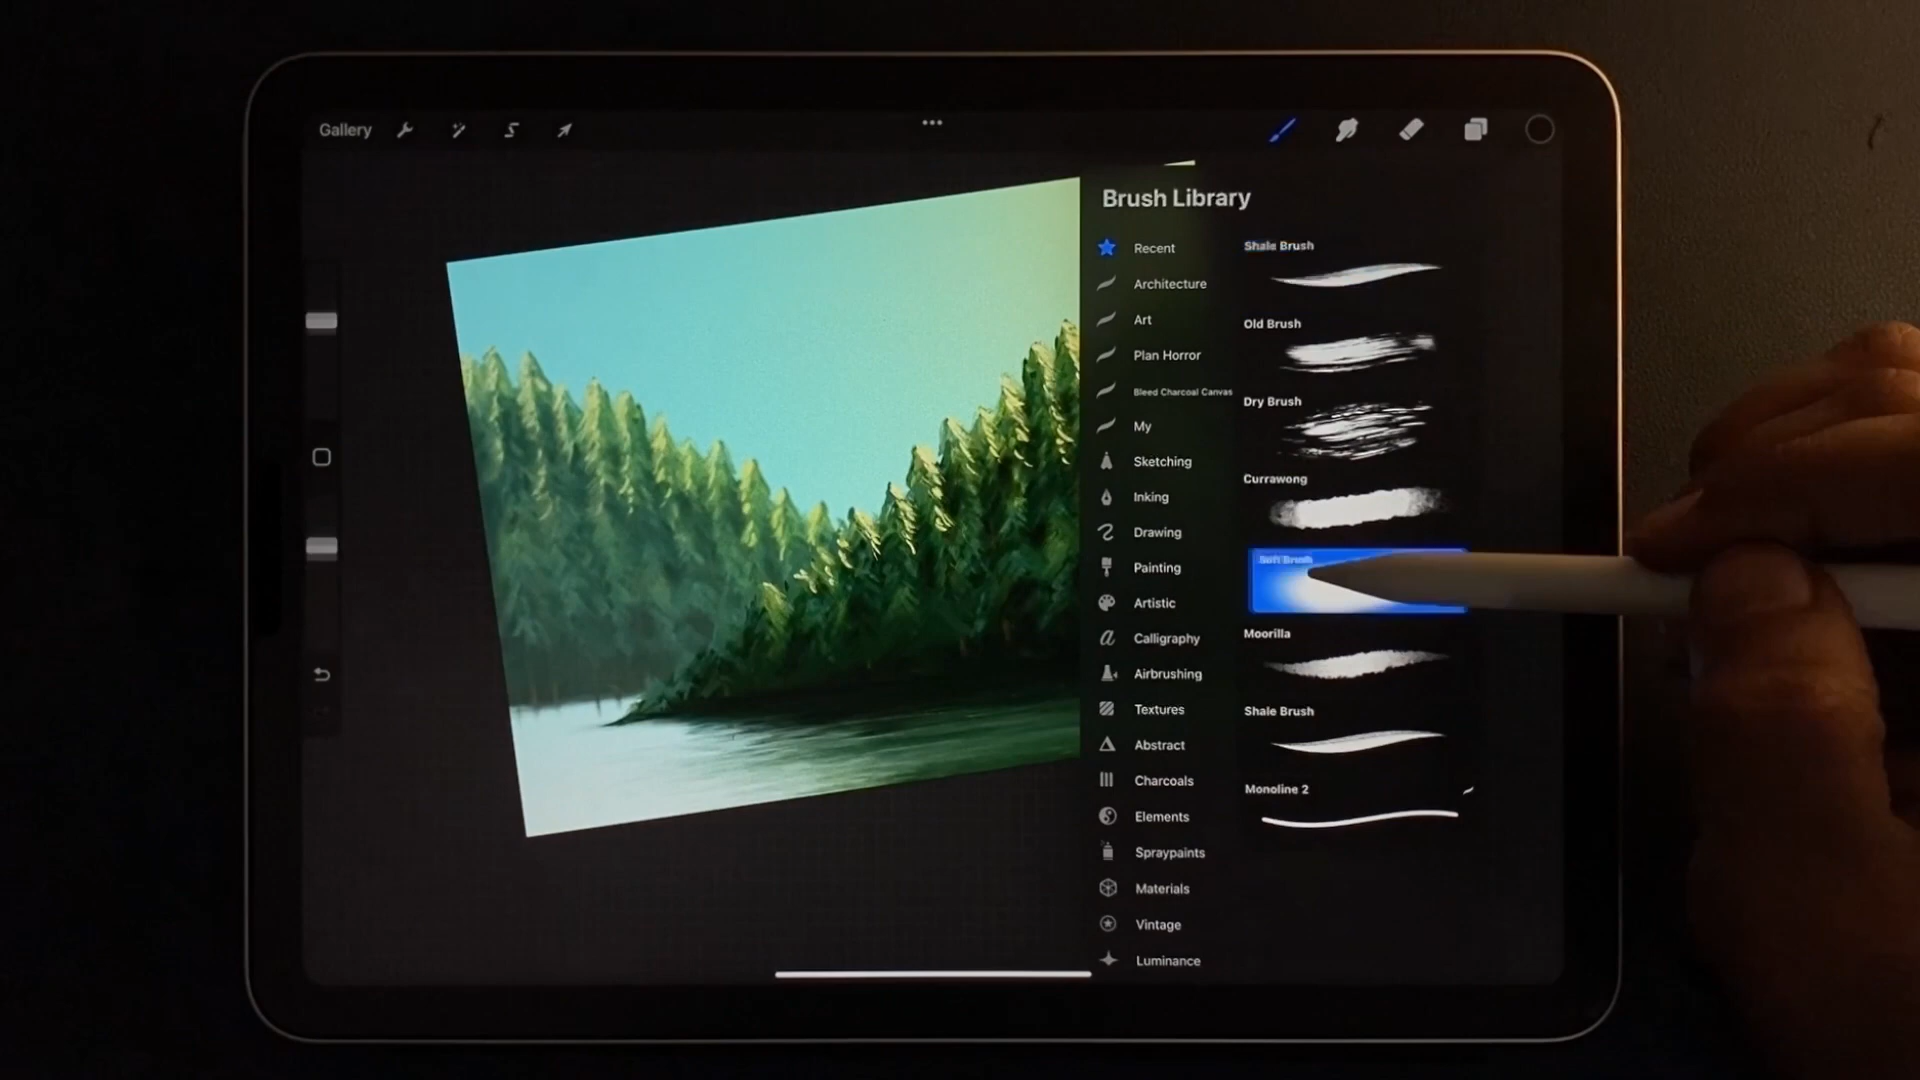 Gallery
Brush Library
Recent
Architecture
Art
Plan Horror
Bleed Charcoal Canvas
My
Sketching
Inking
Drawing
Painting
Artistic
Calligraphy
Airbrushing
Textures
Abstract
Charcoals
Elements
Spraypaints
Materials
Vintage
Luminance
Shale Brush
Old Brush
Dry Brush
Currawong
Soft Brush
Moorilla
Shale Brush
Monoline 2